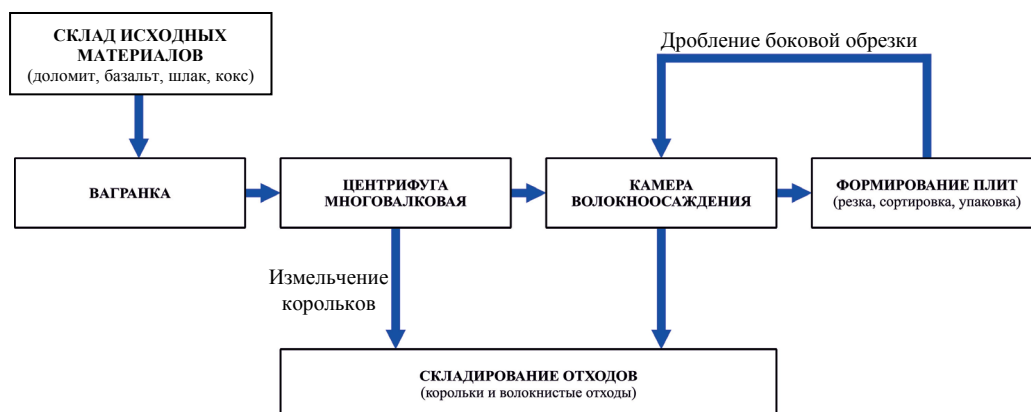 СКЛАД ИСХОДНЫХ
МАТЕРИАЛОВ
(доломит, базальт, шлак, кокс)
Дробление боковой обрезки
ВАГРАНКА
ЦЕНТРИФУГА
МНОГОВАЛКОВАЯ
КАМЕРА
ВОЛОКНООСАЖДЕНИЯ
ФОРМИРОВАНИЕ ПЛИТ
(резка, сортировка, упаковка)
Измельчение
корольков
СКЛАДИРОВАНИЕ ОТХОДОВ
(корольки и волокнистые отходы)